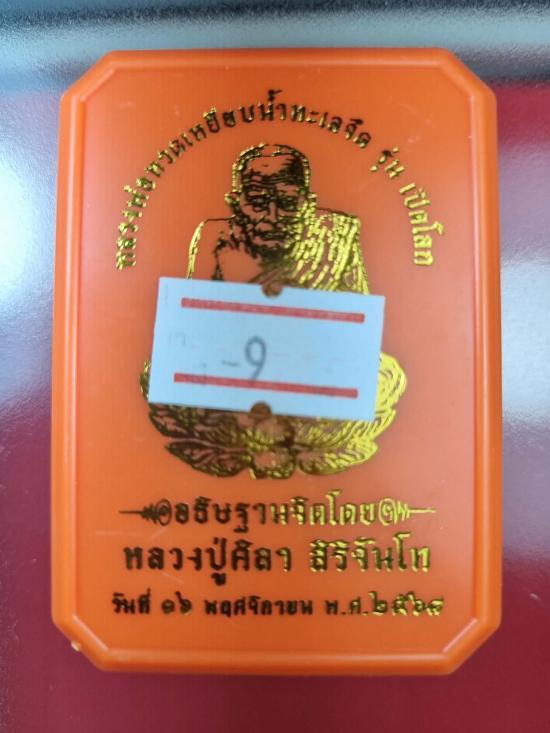 หลวงพ่อทวดเหยียบน้ำทะเลจืด รุ่น เปิดโลก
-9
อธิษฐานจิตโดย
หลวงปู่ศิลา สิริจันโท
วันที่ ๑๖ พฤศจิกายน พ.ศ.๒๕๖๔